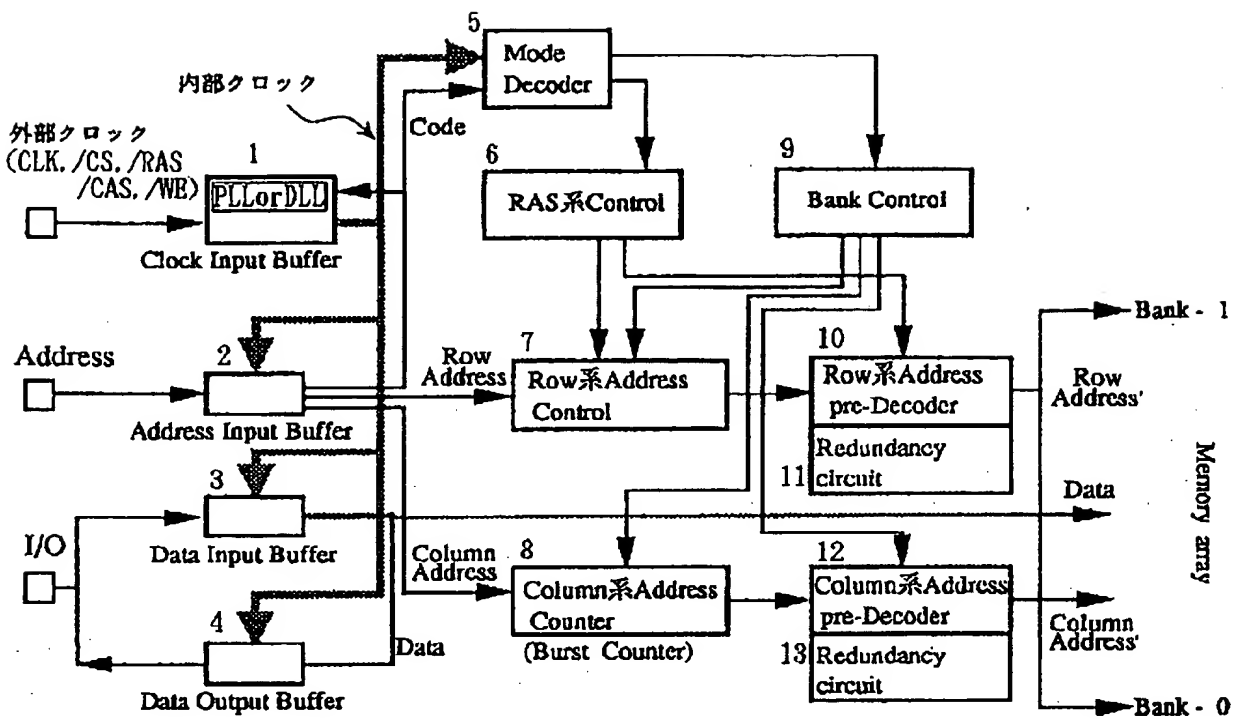 5
Mode
Decoder
内部クロック
Code
外部クロック
(CLK. /CS. /RAS
/CAS. /WE)
1
PLLorDLL
Clock Input Buffer
6
RAS系Control
9
Bank Control
Address
2
Address Input Buffer
Row
Address
7
Row系Address
Control
10
Row系Address
pre-Decoder
11
Redundancy
circuit
Bank - 1
Row
Address'
Memory array
Data
3
Data Input Buffer
I/O
4
Data Output Buffer
Data
Column
Address
8
Column系Address
Counter
(Burst Counter)
12
Column系Address
pre-Decoder
13
Redundancy
circuit
Column
Address'
Bank - 0